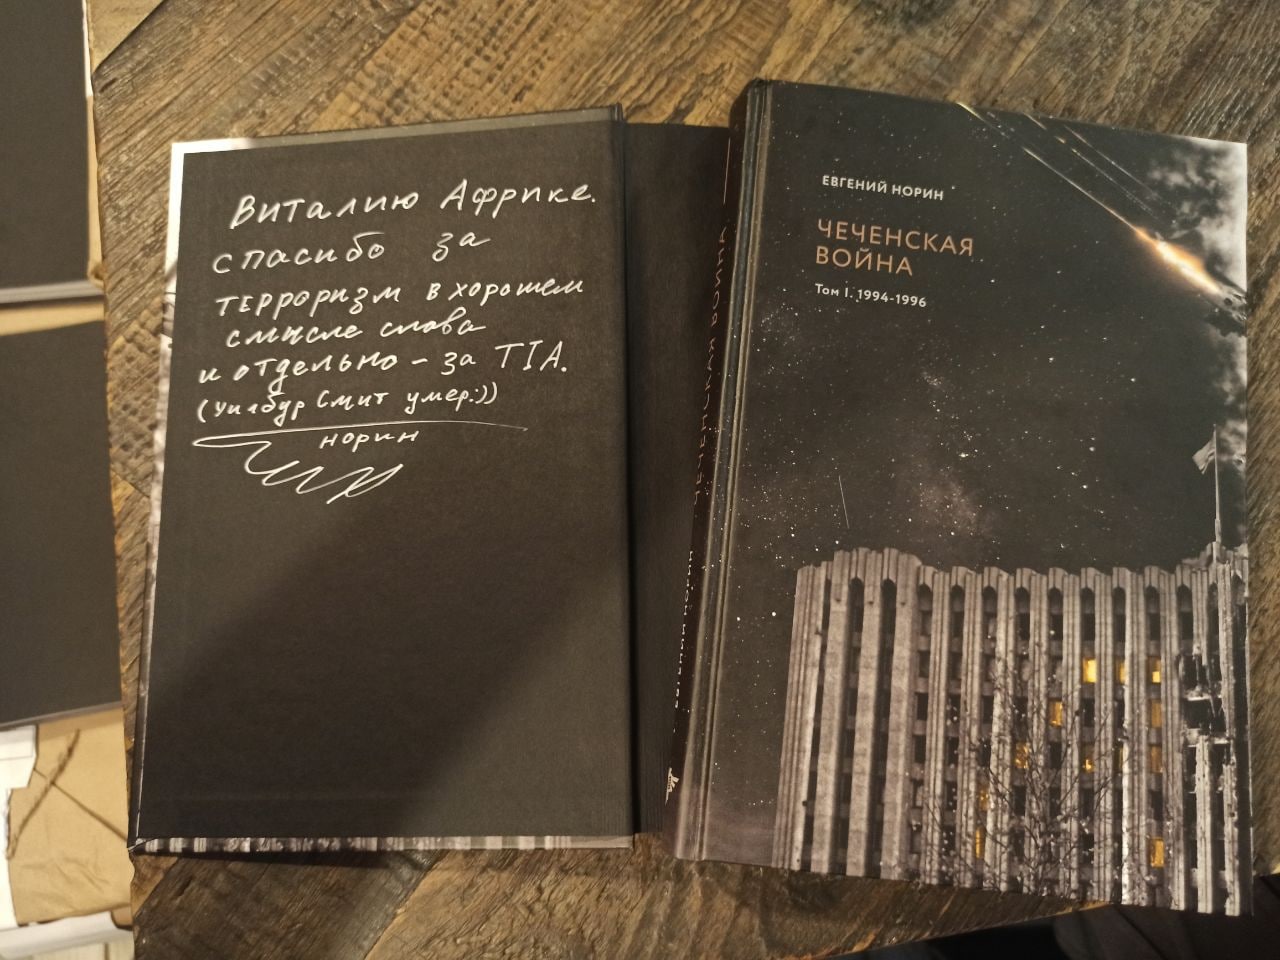 Виталию Африке.
спасибо за
терроризм в хорошем
смысле слова
и отдельно – за TIA.
(Уилбур Смит умер:))
норин
ЕВГЕНИЙ НОРИН
ЧЕЧЕНСКАЯ
ВОЙНА
Том I. 1994-1996
ЕВГЕНИЙ НОРИН ЧЕЧЕНСКАЯ ВОЙНА